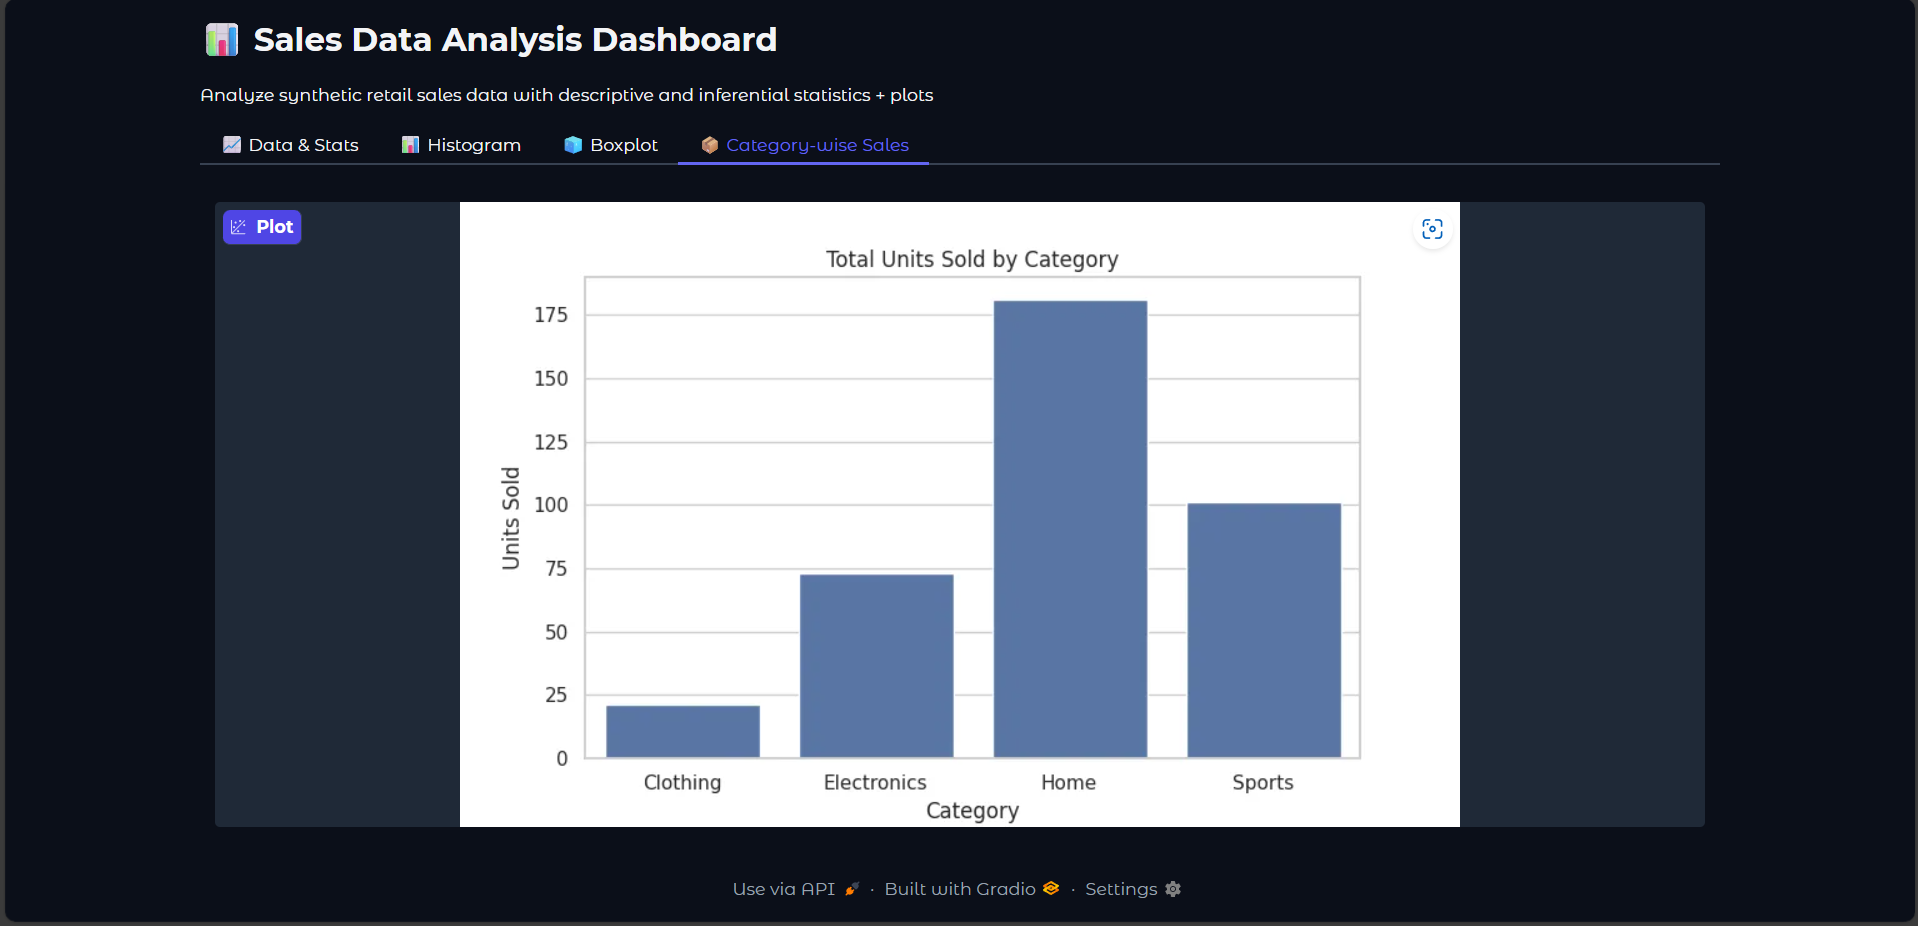 Sales Data Analysis Dashboard
Analyze synthetic retail sales data with descriptive and inferential statistics + plots
Data & Stats Histogram Boxplot Category-wise Sales
Plot
Total Units Sold by Category
175
150
125
100
75
50
25
0
Units Sold
Clothing Electronics Home Sports
Category
Use via API · Built with Gradio · Settings